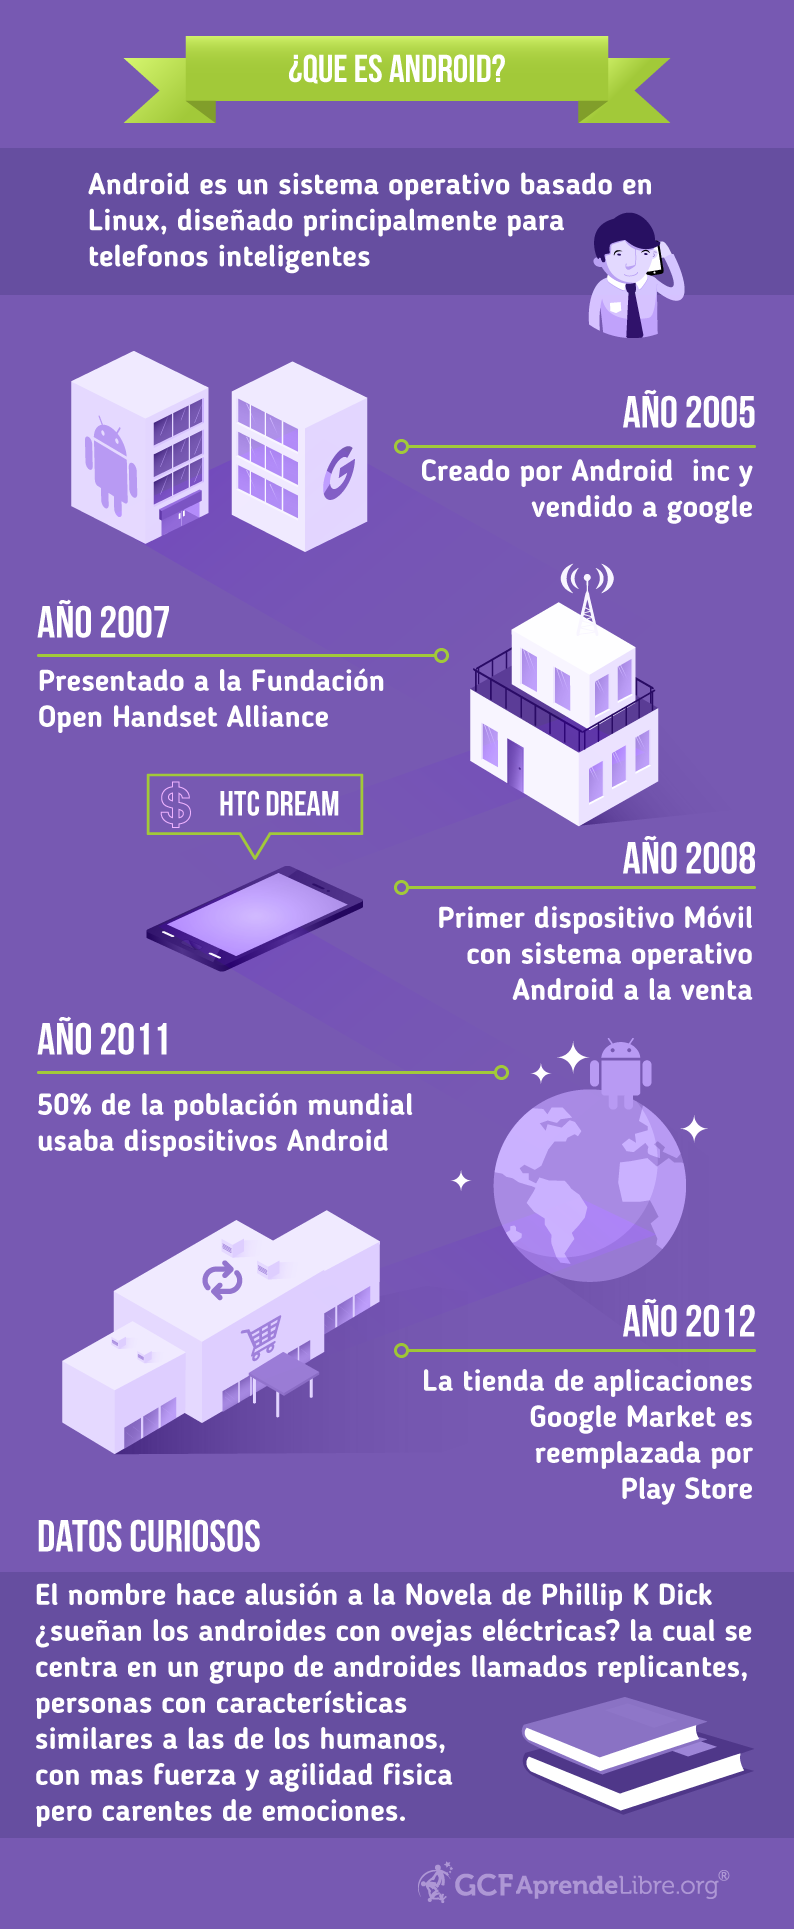 ¿QUE ES ANDROID?
Android es un sistema operativo basado en
Linux, diseñado principalmente para
telefonos inteligentes
AÑO 2005
Creado por Android inc y
vendido a google
AÑO 2007
Presentado a la Fundación
Open Handset Alliance
$ HTC DREAM
AÑO 2008
Primer dispositivo Móvil
con sistema operativo
Android a la venta
AÑO 2011
50% de la población mundial
usaba dispositivos Android
AÑO 2012
La tienda de aplicaciones
Google Market es
reemplazada por
Play Store
DATOS CURIOSOS
El nombre hace alusión a la Novela de Phillip K Dick
¿sueñan los androides con ovejas eléctricas? la cual se
centra en un grupo de androides llamados replicantes,
personas con características
similares a las de los humanos,
con mas fuerza y agilidad fisica
pero carentes de emociones.
GCFAprendeLibre.org®